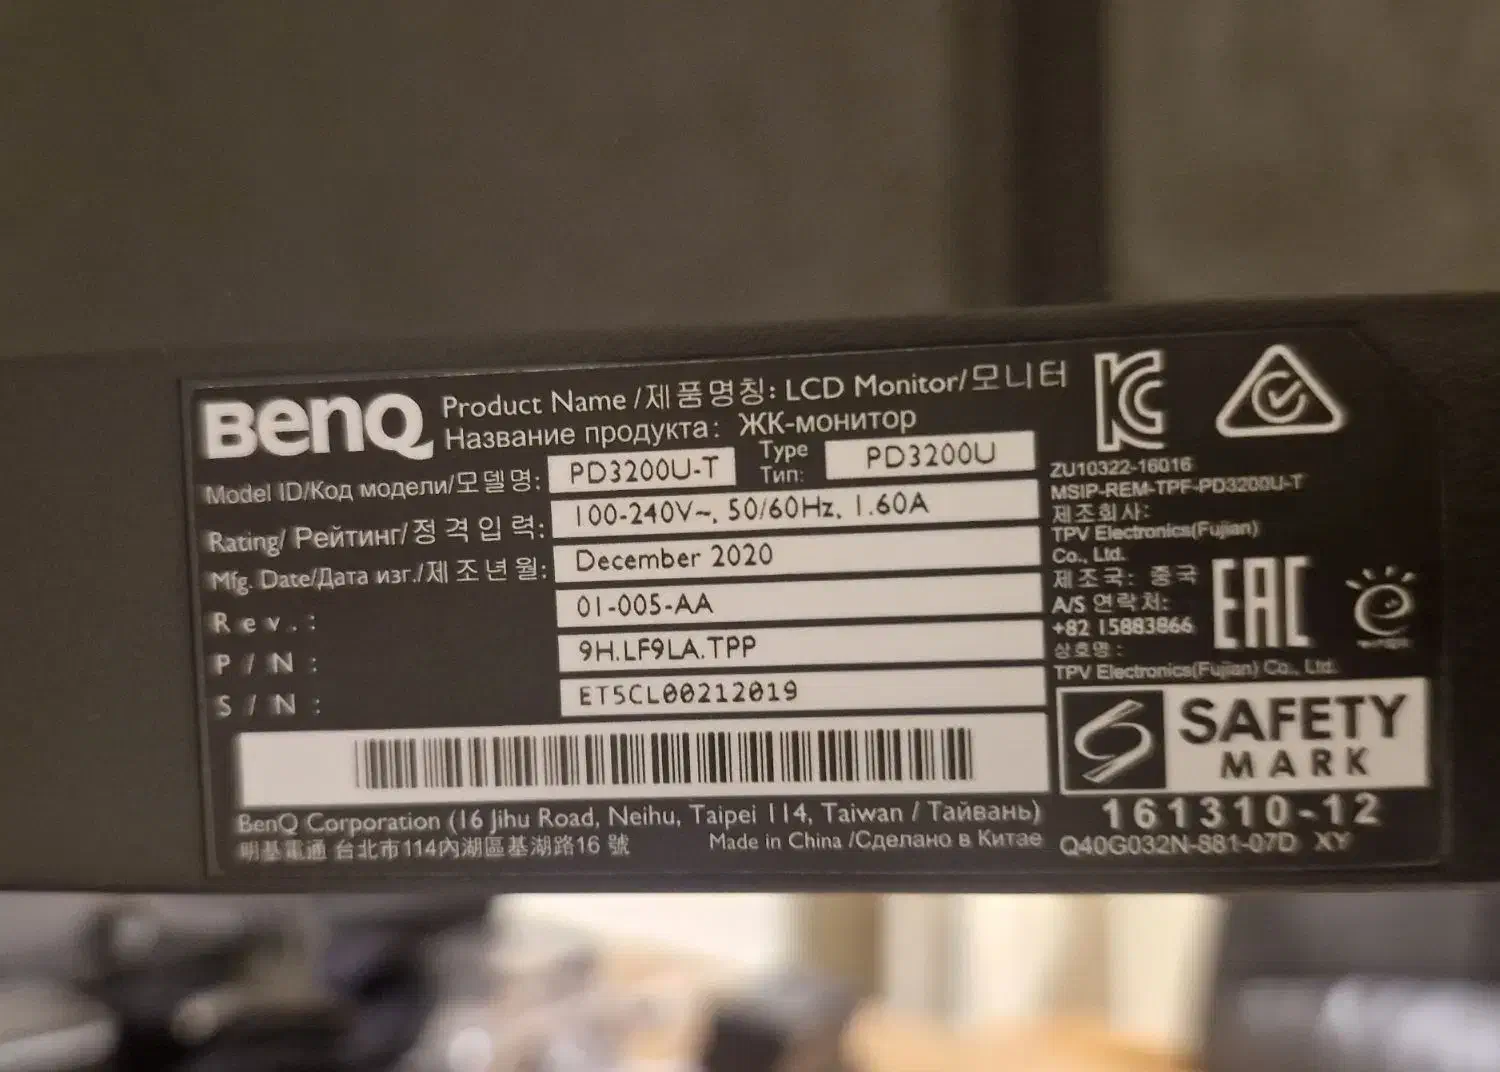 BenQ
Product Name /제품명칭: LCD Monitor/모니터
Название продукта: ЖК-монитор
Model ID/Код модели/모델명: PD3200U-T Type Тип: PD3200U
Rating/ Рейтинг/정격입력: 100-240V~, 50/60Hz, 1.60A
Mfg. Date/Дата изг./제조년월: December 2020
Rev.: 01-005-AA
P/N: 9H.LF9LA.TPP
S/N: ET5CL00212019
BenQ Corporation (16 Jihu Road, Neihu, Taipei 114, Taiwan / Тайвань)
明基電通 台北市114內湖區基湖路16 號
Made in China /Сделано в Китае
ZU10322-16016
MSIP-REM-TPF-PD3200U-T
제조회사:
TPV Electronics(Fujian)
Co., Ltd.
제조국: 중국
A/S 연락처:
+82 15883866
상호명:
TPV Electronics(Fujian) Co., Ltd.
EAC
SAFETY
MARK
161310-12
Q40G032N-881-07D XY